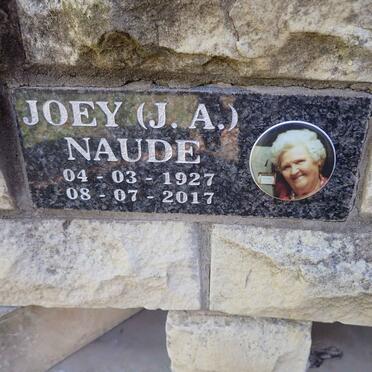 JOEY (J. A.)
NAUDE
04 - 03 - 1927
08 - 07 - 2017